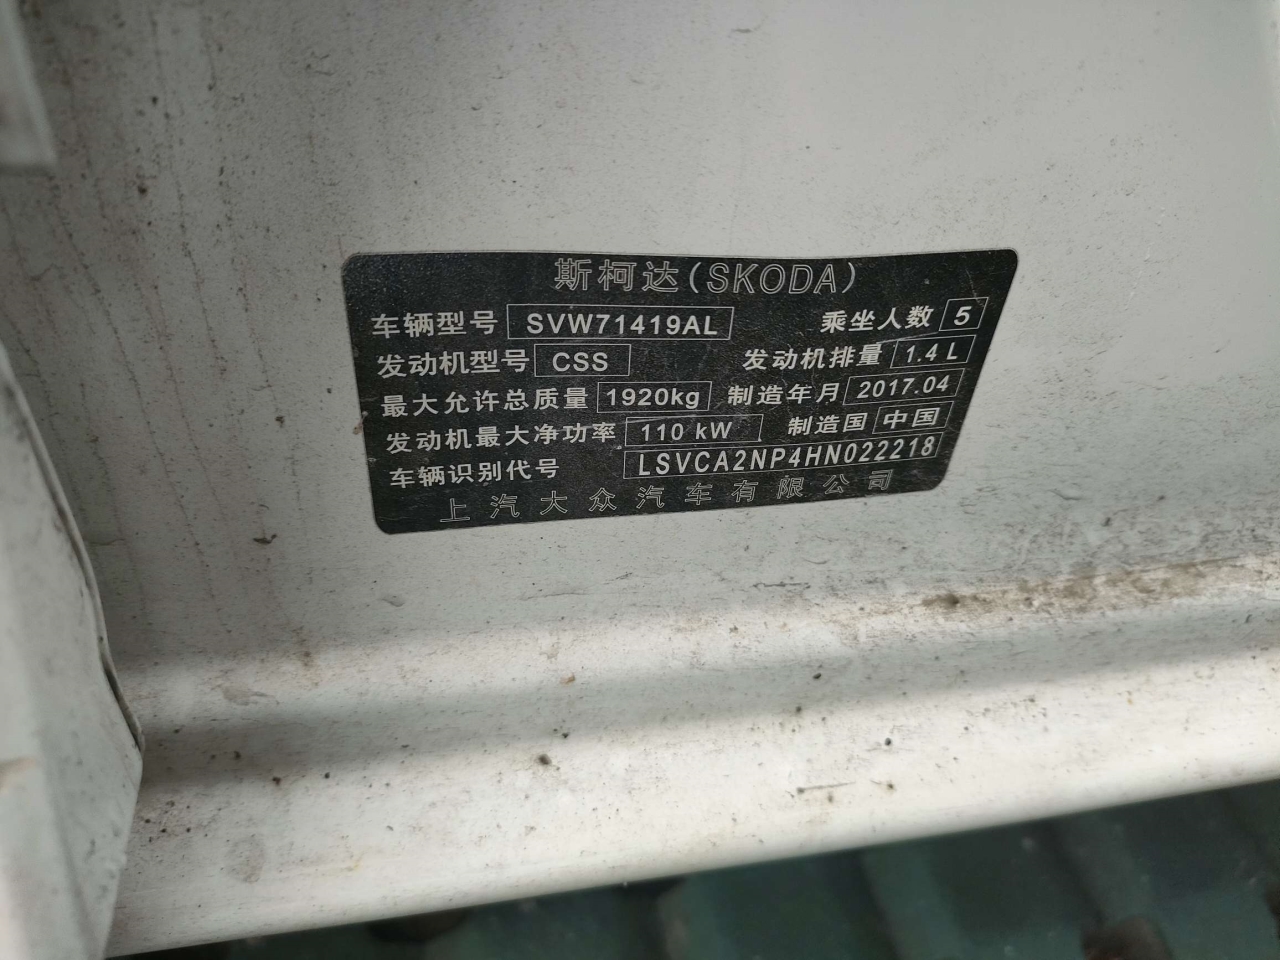 斯柯达(SKODA)
车辆型号 SVW71419AL 乘坐人数 5
发动机型号 CSS 发动机排量 1.4 L
最大允许总质量 1920kg 制造年月 2017.04
发动机最大净功率 110 kW 制造国 中国
车辆识别代号 LSVCA2NP4HN022218
上汽大众汽车有限公司